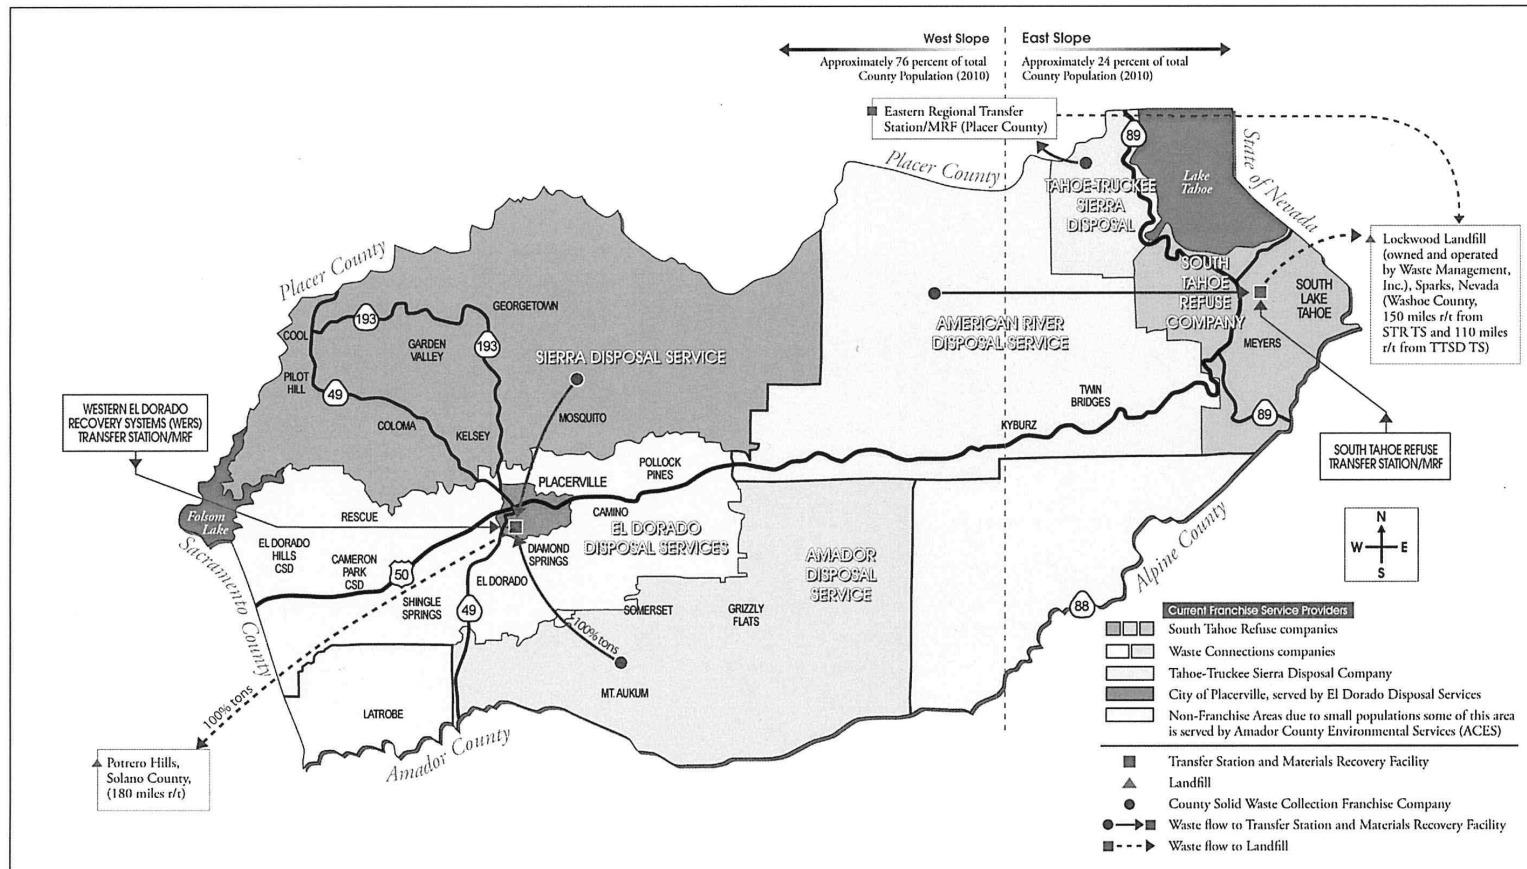 West Slope
Approximately 76 percent of total
County Population (2010)
East Slope
Approximately 24 percent of total
County Population (2010)
Eastern Regional Transfer
Station/MRF (Placer County)
89
Lake
Tahoe
State of Nevada
Placer County
TAHOE-TRUCKEE
SIERRA
DISPOSAL
Lockwood Landfill
(owned and operated
by Waste Management,
Inc.), Sparks, Nevada
(Washoe County,
150 miles r/t from
STR TS and 110 miles
r/t from TTSD TS)
SOUTH
TAHOE
REFUSE
COMPANY
SOUTH
LAKE
TAHOE
MEYERS
AMERICAN RIVER
DISPOSAL SERVICE
Placer County
GEORGETOWN
193
COOL
GARDEN
VALLEY
193
SIERRA DISPOSAL SERVICE
PILOT
HILL
49
COLOMA
KELSEY
MOSQUITO
TWIN
BRIDGES
KYBURZ
89
WESTERN EL DORADO
RECOVERY SYSTEMS (WERS)
TRANSFER STATION/MRF
SOUTH TAHOE REFUSE
TRANSFER STATION/MRF
POLLOCK
PINES
PLACERVILLE
CAMINO
Folsom
Lake
RESCUE
EL DORADO
DISPOSAL SERVICES
EL DORADO
HILLS
CSD
CAMERON
PARK
CSD
50
DIAMOND
SPRINGS
EL DORADO
SHINGLE
SPRINGS
49
AMADOR
DISPOSAL
SERVICE
SOMERSET
GRIZZLY
FLATS
100% tons
MT. AUKUM
Sacramento County
Alpine County
88
N
W
E
S
LATROBE
100% tons
Amador County
Potrero Hills,
Solano County,
(180 miles r/t)
Current Franchise Service Providers
South Tahoe Refuse companies
Waste Connections companies
Tahoe-Truckee Sierra Disposal Company
City of Placerville, served by El Dorado Disposal Services
Non-Franchise Areas due to small populations some of this area
is served by Amador County Environmental Services (ACES)
Transfer Station and Materials Recovery Facility
Landfill
County Solid Waste Collection Franchise Company
Waste flow to Transfer Station and Materials Recovery Facility
Waste flow to Landfill